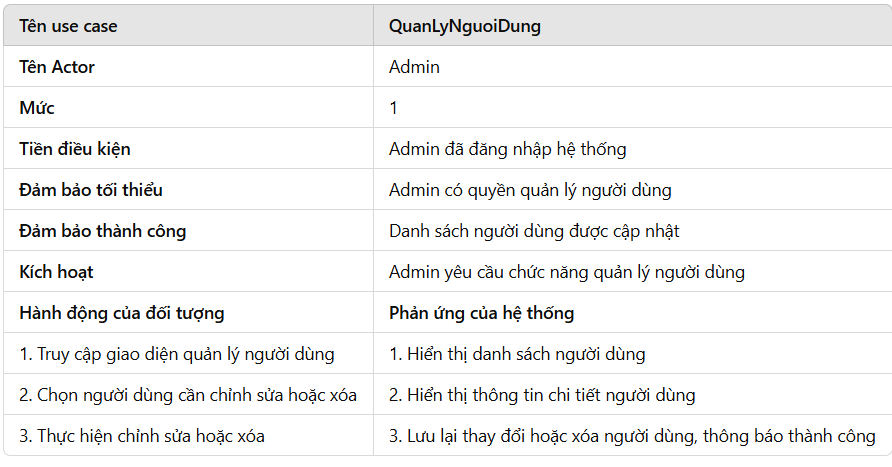 Tên use case QuanLyNguoiDung
Tên Actor Admin
Mức 1
Tiền điều kiện Admin đã đăng nhập hệ thống
Đảm bảo tối thiểu Admin có quyền quản lý người dùng
Đảm bảo thành công Danh sách người dùng được cập nhật
Kích hoạt Admin yêu cầu chức năng quản lý người dùng
Hành động của đối tượng Phản ứng của hệ thống
1. Truy cập giao diện quản lý người dùng 1. Hiển thị danh sách người dùng
2. Chọn người dùng cần chỉnh sửa hoặc xóa 2. Hiển thị thông tin chi tiết người dùng
3. Thực hiện chỉnh sửa hoặc xóa 3. Lưu lại thay đổi hoặc xóa người dùng, thông báo thành công